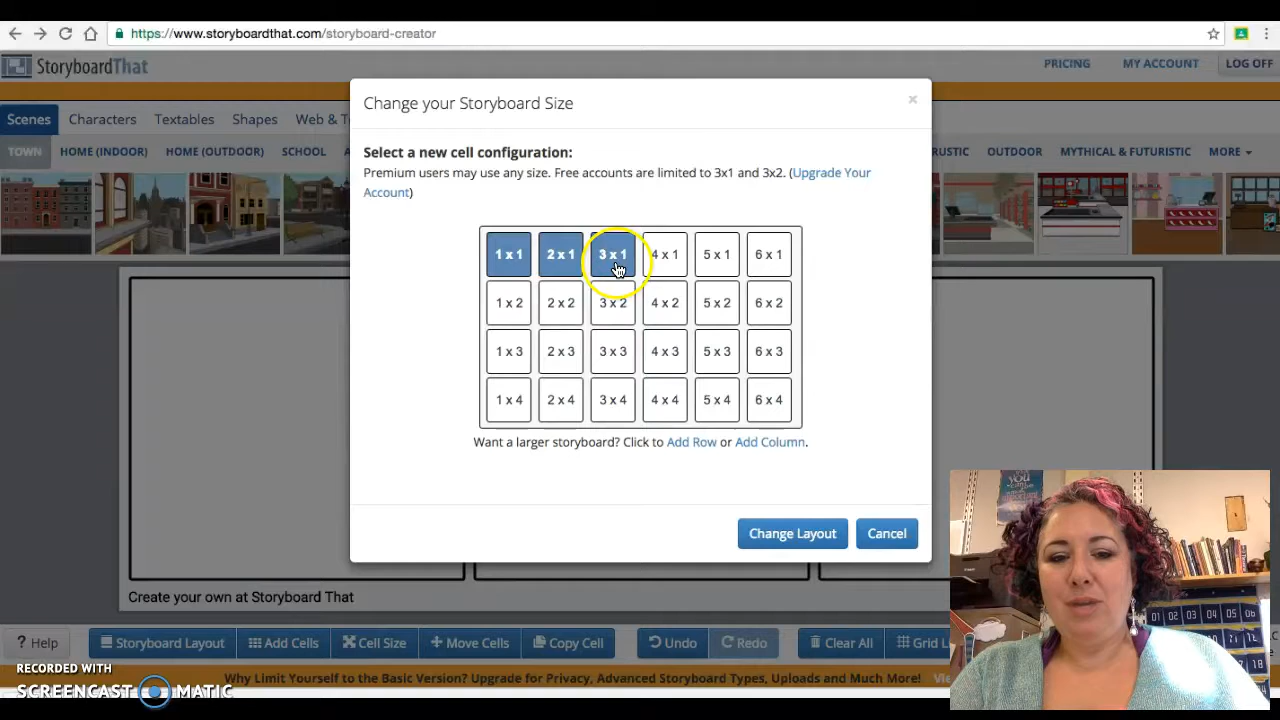 https://www.storyboardthat.com/storyboard-creator
StoryboardThat
PRICING
MY ACCOUNT
LOG OFF
Scenes
Characters
Textables
Shapes
TOWN
HOME (INDOOR)
HOME (OUTDOOR)
SCHOOL
OUTDOOR
MYTHICAL & FUTURISTIC
MORE
Change your Storyboard Size
×
Select a new cell configuration:
Premium users may use any size. Free accounts are limited to 3x1 and 3x2. (Upgrade Your
Account)
1 x 1 2 x 1 3 x 1 4 x 1 5 x 1 6 x 1
1 x 2 2 x 2 3 x 2 4 x 2 5 x 2 6 x 2
1 x 3 2 x 3 3 x 3 4 x 3 5 x 3 6 x 3
1 x 4 2 x 4 3 x 4 4 x 4 5 x 4 6 x 4
Want a larger storyboard? Click to Add Row or Add Column.
Change Layout
Cancel
Create your own at Storyboard That
? Help
Storyboard Layout
Add Cells
Cell Size
Move Cells
Copy Cell
Undo
Redo
Clear All
RECORDED WITH
SCREENCAST MATIC
Why Limit Yourself to the Basic Version? Upgrade for Privacy, Advanced Storyboard Types, Uploads and Much More!